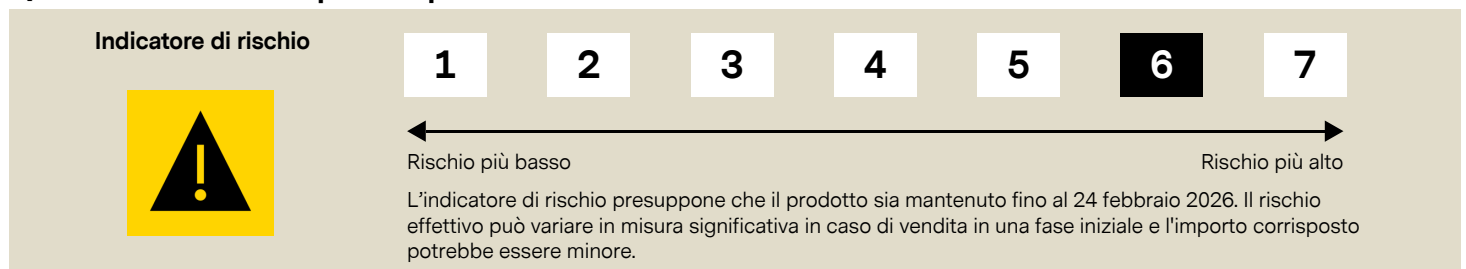 Indicatore di rischio
1 2 3 4 5 6 7
Rischio più basso Rischio più alto
L'indicatore di rischio presuppone che il prodotto sia mantenuto fino al 24 febbraio 2026. Il rischio
effettivo può variare in misura significativa in caso di vendita in una fase iniziale e l'importo corrisposto
potrebbe essere minore.